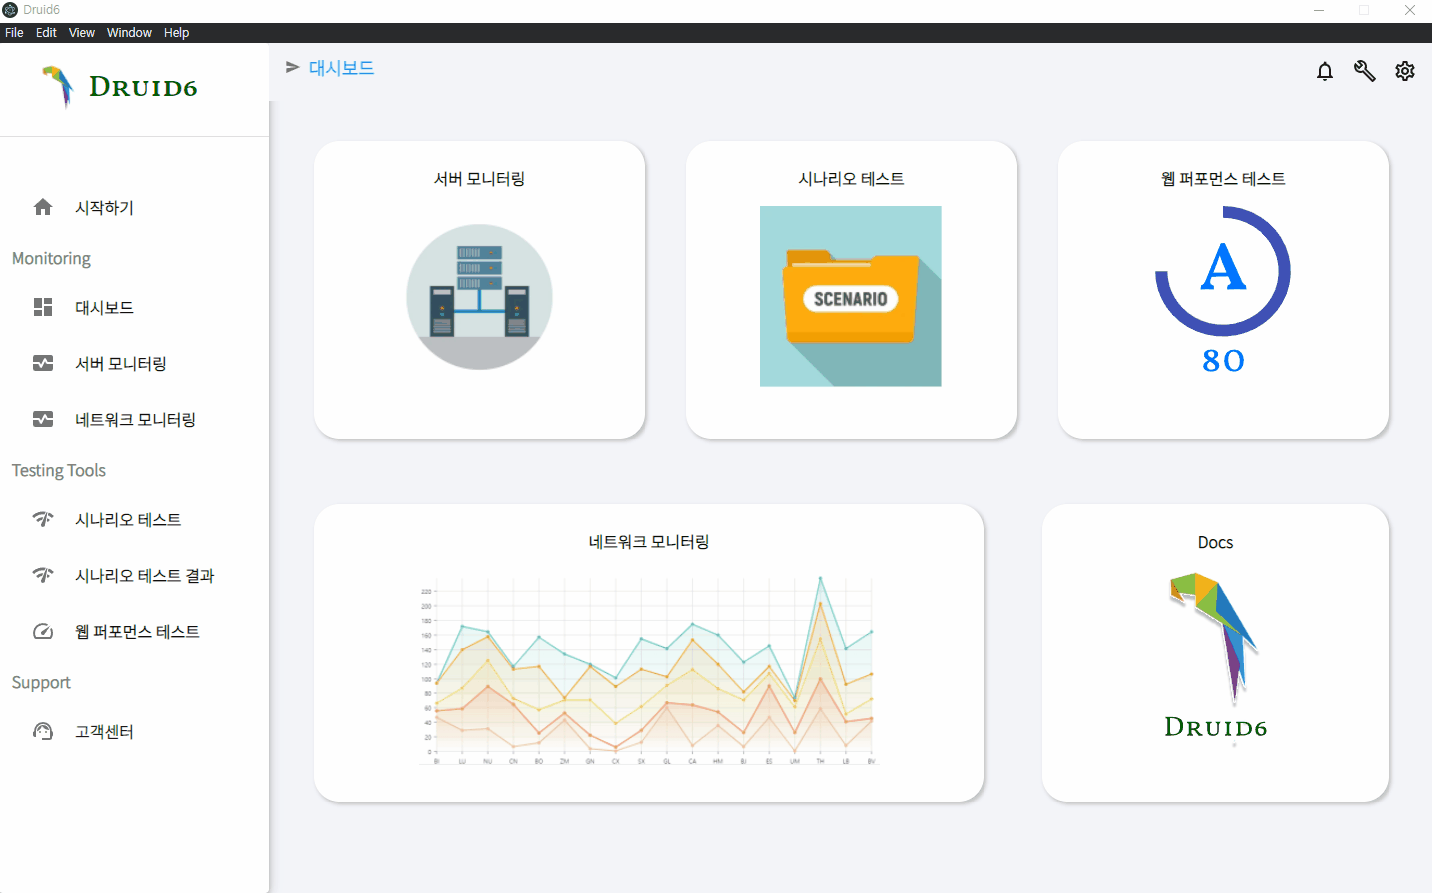 Druid6
File Edit View Window Help
DRUID6
대시보드
시작하기
Monitoring
대시보드
서버 모니터링
네트워크 모니터링
Testing Tools
시나리오 테스트
시나리오 테스트 결과
웹 퍼포먼스 테스트
Support
고객센터
서버 모니터링
시나리오 테스트
SCENARIO
웹 퍼포먼스 테스트
A
80
네트워크 모니터링
220
200
180
160
140
120
100
80
60
40
20
0
BI LU NU CN BO ZM GN CX SX GL CA HM BJ ES UM TH LB BV
Docs
DRUID6